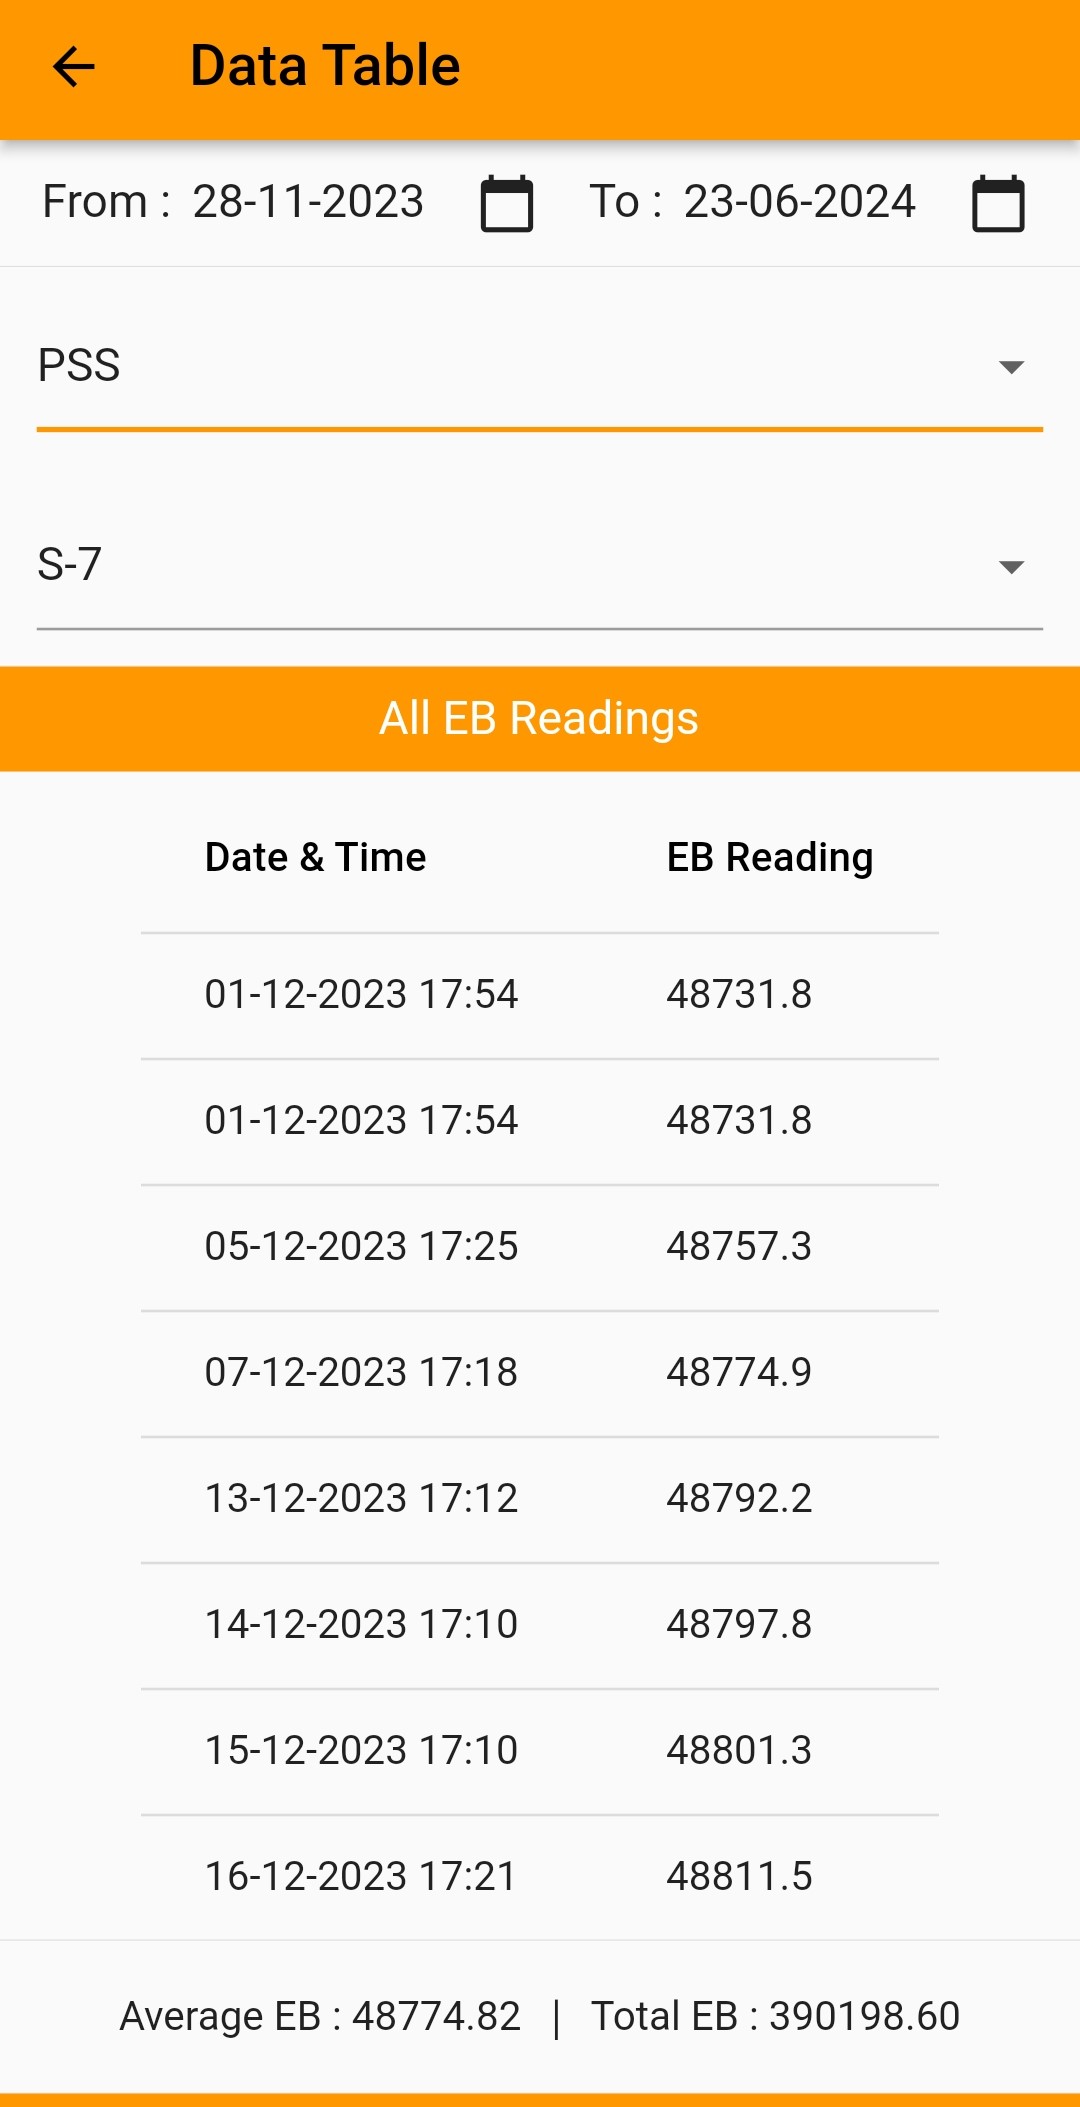 Data Table
From : 28-11-2023 To : 23-06-2024
PSS
S-7
All EB Readings
Date & Time EB Reading
01-12-2023 17:54 48731.8
01-12-2023 17:54 48731.8
05-12-2023 17:25 48757.3
07-12-2023 17:18 48774.9
13-12-2023 17:12 48792.2
14-12-2023 17:10 48797.8
15-12-2023 17:10 48801.3
16-12-2023 17:21 48811.5
Average EB : 48774.82 | Total EB : 390198.60